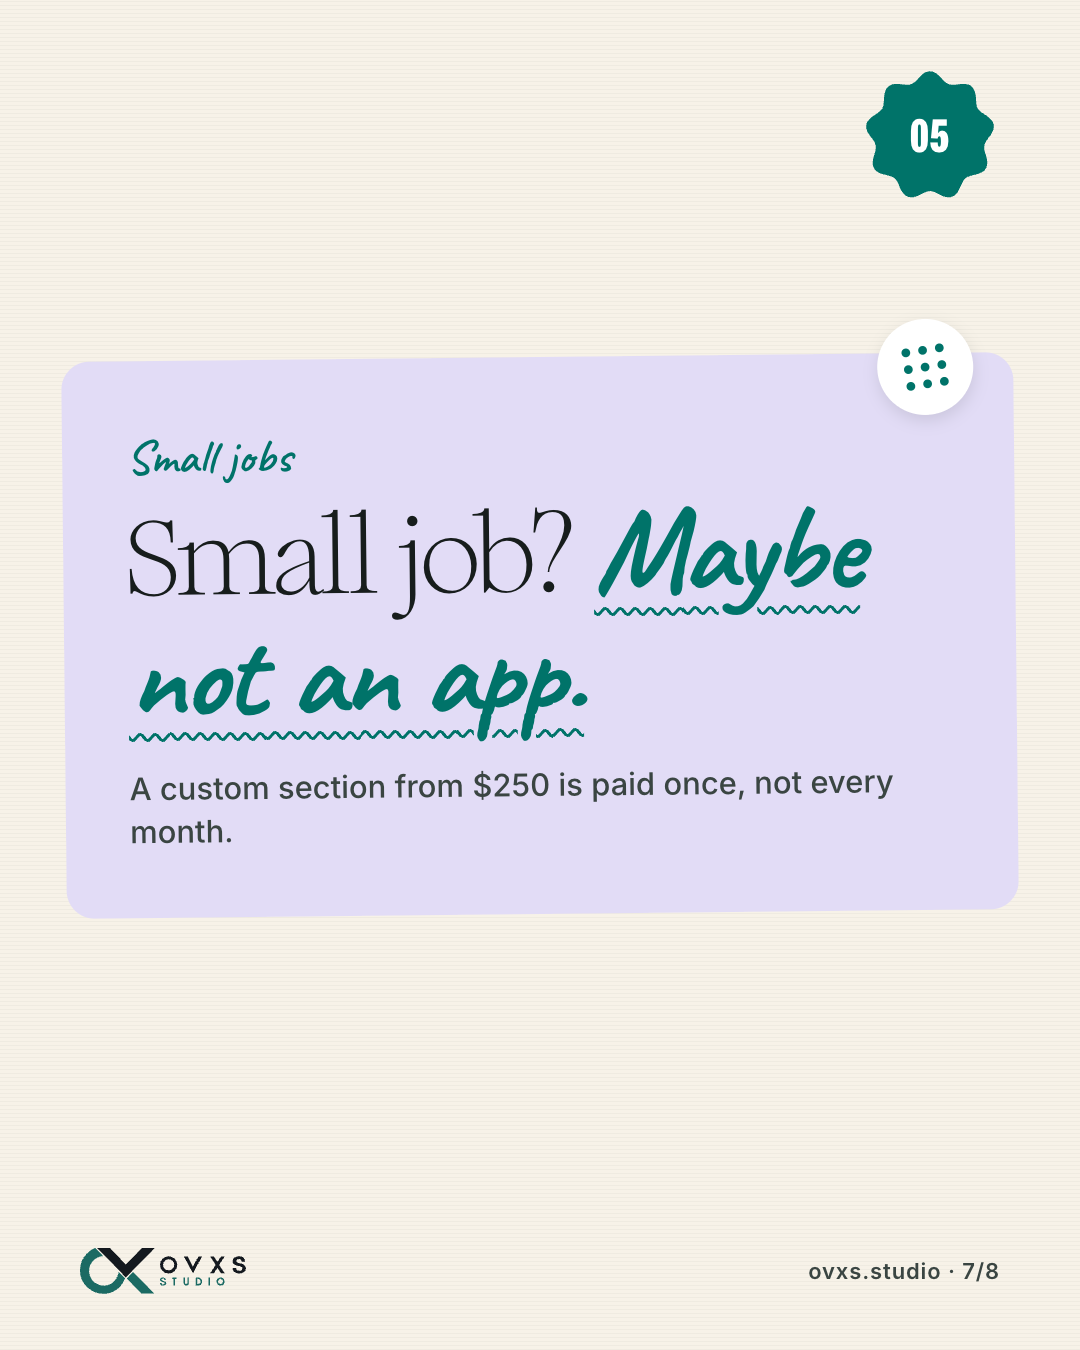 05
Small jobs
Small job? Maybe
not an app.
A custom section from $250 is paid once, not every
month.
OVXS
STUDIO
ovxs.studio · 7/8